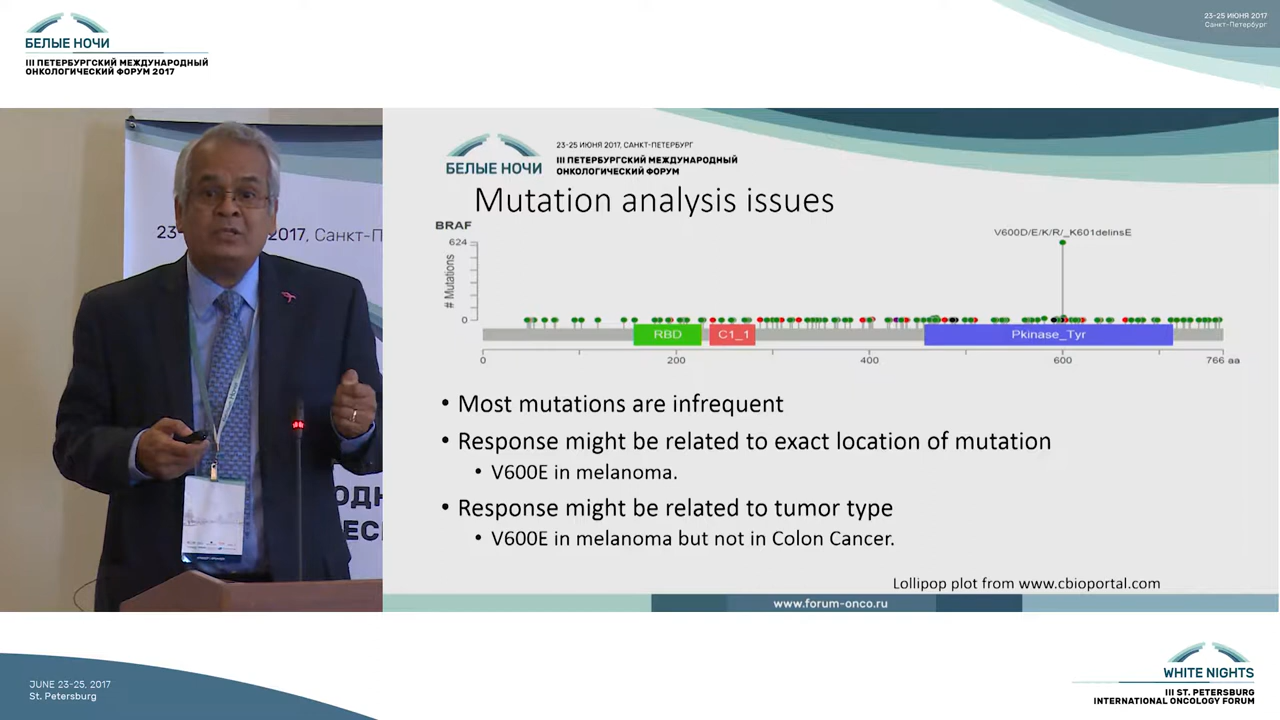 БЕЛЫЕ НОЧИ
III ПЕТЕРБУРГСКИЙ МЕЖДУНАРОДНЫЙ
ОНКОЛОГИЧЕСКИЙ ФОРУМ 2017
23-25 ИЮНЯ 2017
Санкт-Петербург
2017, Санкт-П
23-25 ИЮНЯ 2017, САНКТ-ПЕТЕРБУРГ
БЕЛЫЕ НОЧИ
III ПЕТЕРБУРГСКИЙ МЕЖДУНАРОДНЫЙ
ОНКОЛОГИЧЕСКИЙ ФОРУМ
Mutation analysis issues
BRAF
V600D/E/K/R/_K601delinsE
624
# Mutations
0
RBD
C1_1
Pkinase_Tyr
0
200
400
600
766 aa
• Most mutations are infrequent
• Response might be related to exact location of mutation
• V600E in melanoma.
• Response might be related to tumor type
• V600E in melanoma but not in Colon Cancer.
Lollipop plot from www.cbioportal.com
www.forum-onco.ru
JUNE 23-25, 2017
St. Petersburg
WHITE NIGHTS
III ST. PETERSBURG
INTERNATIONAL ONCOLOGY FORUM